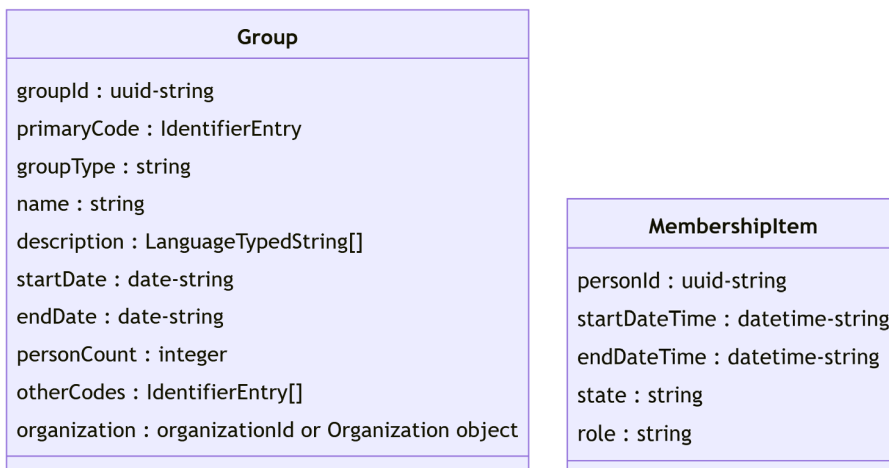 Group
groupId : uuid-string
primaryCode : IdentifierEntry
groupType : string
name : string
description : LanguageTypedString[]
startDate : date-string
endDate : date-string
personCount : integer
otherCodes : IdentifierEntry[]
organization : organizationId or Organization object
MembershipItem
personId : uuid-string
startDateTime : datetime-string
endDateTime : datetime-string
state : string
role : string